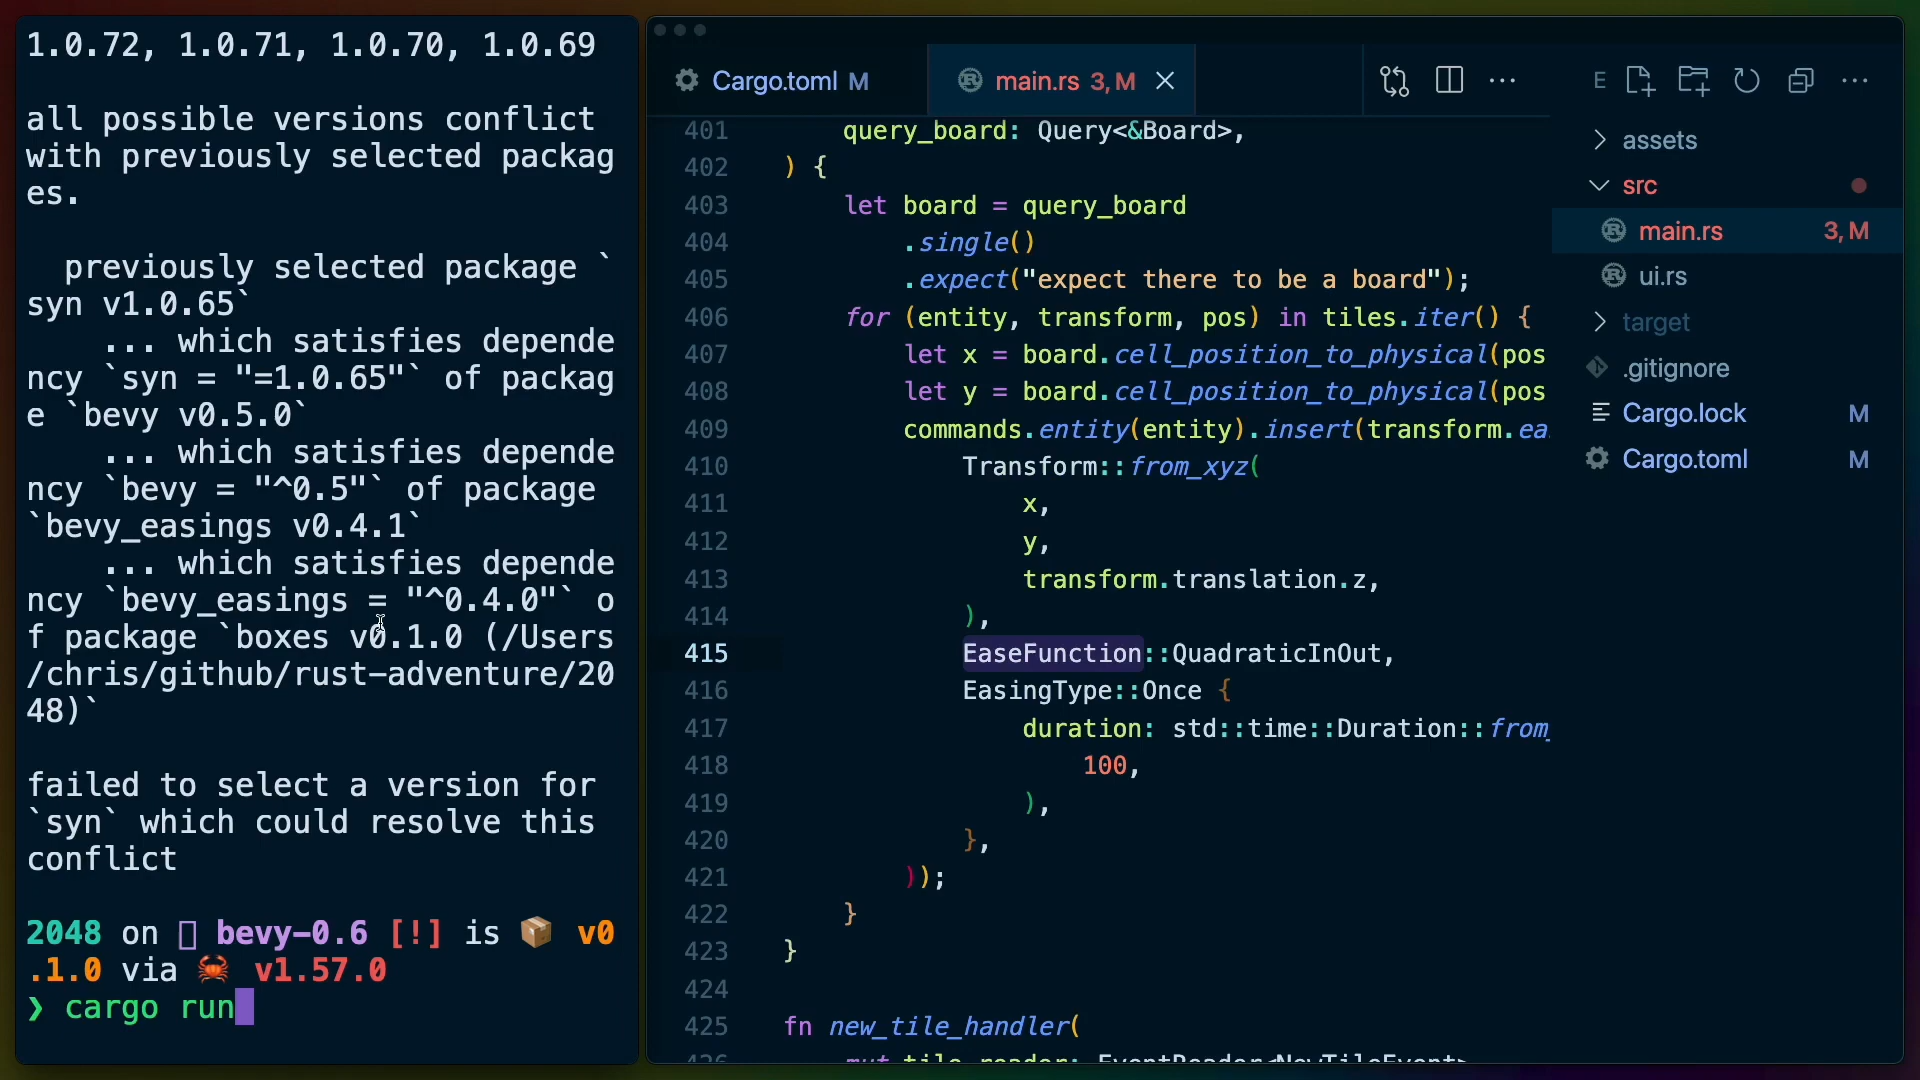 1.0.72, 1.0.71, 1.0.70, 1.0.69
all possible versions conflict
with previously selected packag
es.
previously selected package `
syn v1.0.65`
... which satisfies depende
ncy `syn = "=1.0.65"` of packag
e `bevy v0.5.0`
... which satisfies depende
ncy `bevy = "^0.5"` of package
`bevy_easings v0.4.1`
... which satisfies depende
ncy `bevy_easings = "^0.4.0"` o
f package `boxes v0.1.0 (/Users
/chris/github/rust-adventure/20
48)`
failed to select a version for
`syn` which could resolve this
conflict
2048 on bevy-0.6 [!] is 📦 v0
.1.0 via 🦀 v1.57.0
❯ cargo run
Cargo.toml M
main.rs 3, M
401 query_board: Query<&Board>,
402 ) {
403 let board = query_board
404 .single()
405 .expect("expect there to be a board");
406 for (entity, transform, pos) in tiles.iter() {
407 let x = board.cell_position_to_physical(pos
408 let y = board.cell_position_to_physical(pos
409 commands.entity(entity).insert(transform.ea
410 Transform::from_xyz(
411 x,
412 y,
413 transform.translation.z,
414 ),
415 EaseFunction::QuadraticInOut,
416 EasingType::Once {
417 duration: std::time::Duration::from_
418 100,
419 ),
420 },
421 ));
422 }
423 }
424
425 fn new_tile_handler(
426 mut tile_reader: EventReader<NewTileEvent>
E
assets
src
main.rs 3, M
ui.rs
target
.gitignore
Cargo.lock M
Cargo.toml M